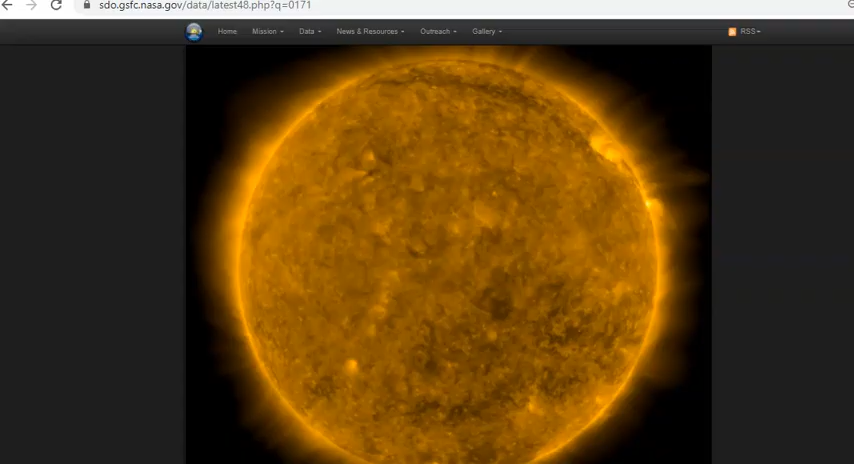 sdo.gsfc.nasa.gov/data/latest48.php?q=0171
Home Mission Data News & Resources Outreach Gallery RSS